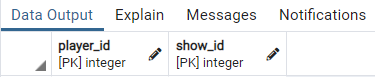 Data Output Explain Messages Notifications
player_id show_id
[PK] integer [PK] integer